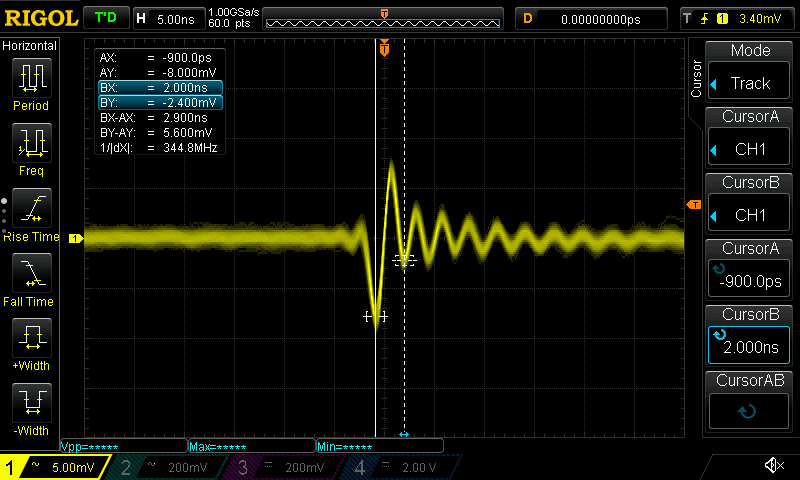 RIGOL T'D H 5.00ns 1.00GSa/s 60.0 pts T D 0.00000000ps T 1 3.40mV
Horizontal
Period
Freq
Rise Time
Fall Time
+Width
-Width
AX: = -900.0ps
AY: = -8.000mV
BX: = 2.000ns
BY: = -2.400mV
BX-AX: = 2.900ns
BY-AY: = 5.600mV
1/|dX|: = 344.8MHz
T
T
1
Cursor
Mode
Track
CursorA
CH1
CursorB
CH1
CursorA
-900.0ps
CursorB
2.000ns
CursorAB
Vpp=***** Max=***** Min=*****
1 ~ 5.00mV 2 ~ 200mV 3 = 200mV 4 = 2.00 V